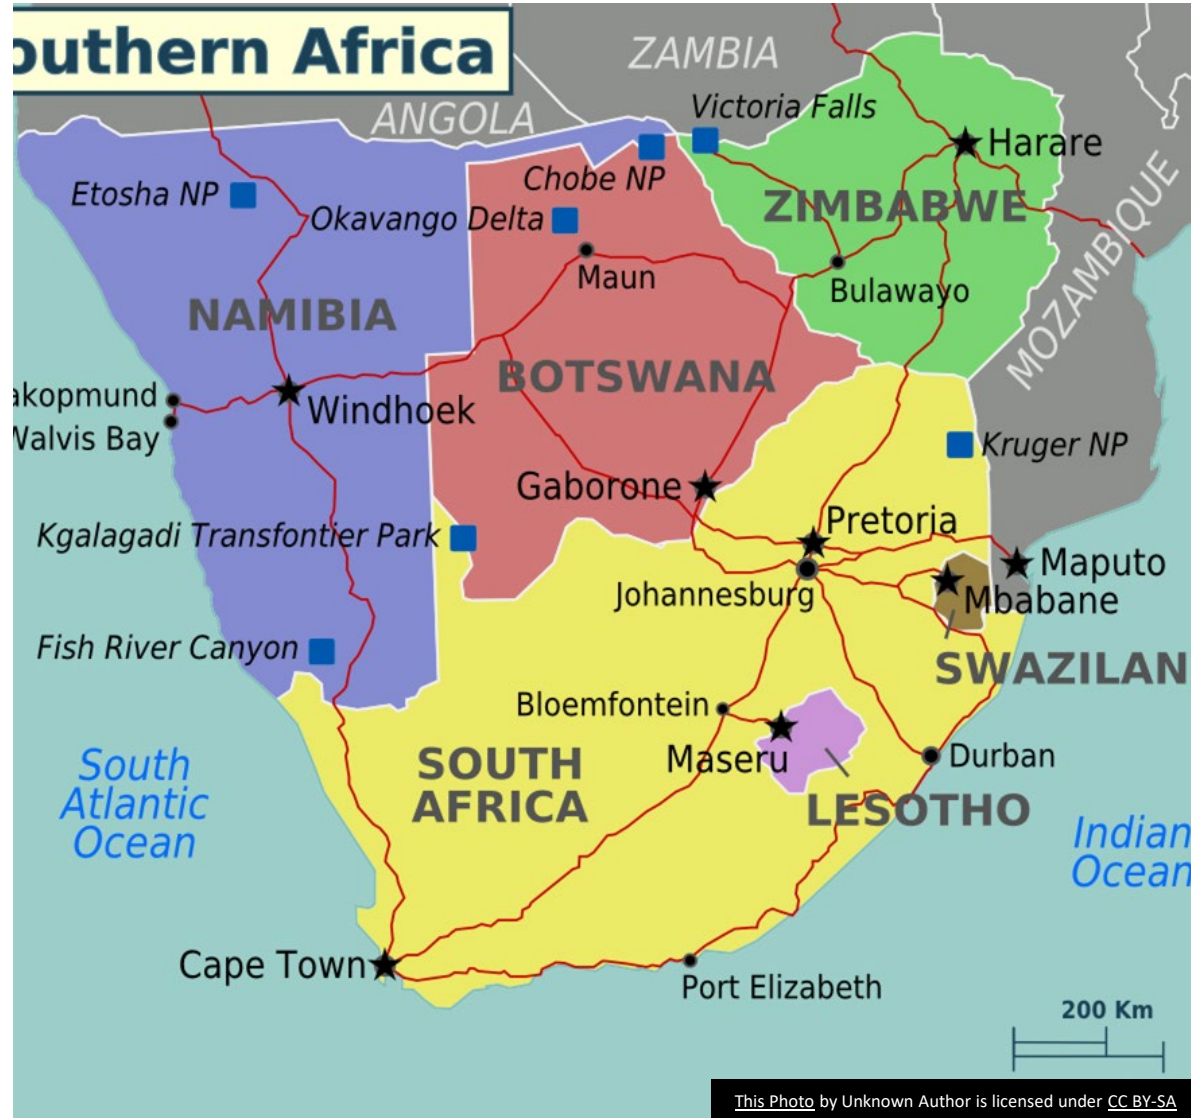 outhern Africa
ZAMBIA
ANGOLA
Victoria Falls
Harare
Etosha NP
Chobe NP
Okavango Delta
ZIMBABWE
MOZAMBIQUE
Maun
Bulawayo
NAMIBIA
BOTSWANA
akopmund
Windhoek
Walvis Bay
Kruger NP
Gaborone
Pretoria
Kgalagadi Transfontier Park
Maputo
Johannesburg
Mbabane
Fish River Canyon
SWAZILAN
Bloemfontein
Maseru
Durban
SOUTH
AFRICA
LESOTHO
South
Atlantic
Ocean
Indian
Ocean
Cape Town
Port Elizabeth
200 Km
This Photo by Unknown Author is licensed under CC BY-SA